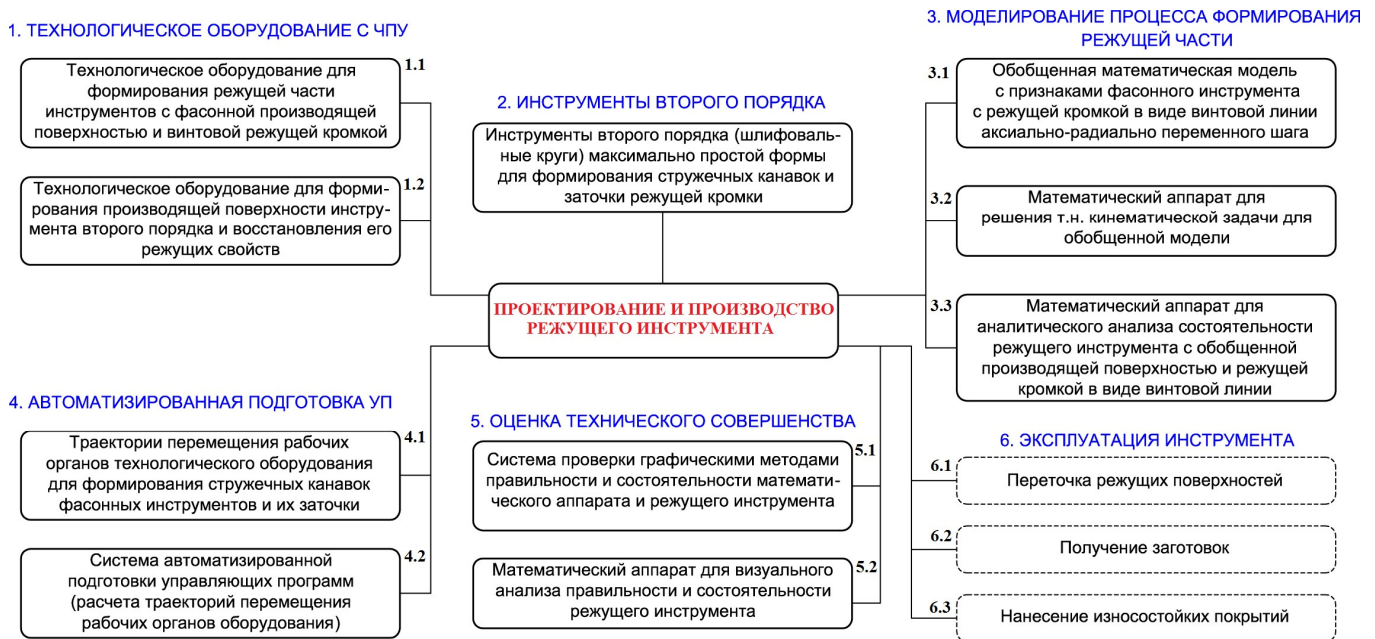 1. ТЕХНОЛОГИЧЕСКОЕ ОБОРУДОВАНИЕ С ЧПУ
1.1
Технологическое оборудование для
формирования режущей части
инструментов с фасонной производящей
поверхностью и винтовой режущей кромкой
1.2
Технологическое оборудование для форми-
рования производящей поверхности инстру-
мента второго порядка и восстановления его
режущих свойств
2. ИНСТРУМЕНТЫ ВТОРОГО ПОРЯДКА
Инструменты второго порядка (шлифоваль-
ные круги) максимально простой формы
для формирования стружечных канавок и
заточки режущей кромки
3. МОДЕЛИРОВАНИЕ ПРОЦЕССА ФОРМИРОВАНИЯ
РЕЖУЩЕЙ ЧАСТИ
3.1
Обобщенная математическая модель
с признаками фасонного инструмента
с режущей кромкой в виде винтовой линии
аксиально-радиально переменного шага
3.2
Математический аппарат для
решения т.н. кинематической задачи для
обобщенной модели
3.3
Математический аппарат для
аналитического анализа состоятельности
режущего инструмента с обобщенной
производящей поверхностью и режущей
кромкой в виде винтовой линии
ПРОЕКТИРОВАНИЕ И ПРОИЗВОДСТВО
РЕЖУЩЕГО ИНСТРУМЕНТА
4. АВТОМАТИЗИРОВАННАЯ ПОДГОТОВКА УП
4.1
Траектории перемещения рабочих
органов технологического оборудования
для формирования стружечных канавок
фасонных инструментов и их заточки
4.2
Система автоматизированной
подготовки управляющих программ
(расчета траекторий перемещения
рабочих органов оборудования)
5. ОЦЕНКА ТЕХНИЧЕСКОГО СОВЕРШЕНСТВА
5.1
Система проверки графическими методами
правильности и состоятельности математи-
ческого аппарата и режущего инструмента
5.2
Математический аппарат для визуального
анализа правильности и состоятельности
режущего инструмента
6. ЭКСПЛУАТАЦИЯ ИНСТРУМЕНТА
6.1
Переточка режущих поверхностей
6.2
Получение заготовок
6.3
Нанесение износостойких покрытий